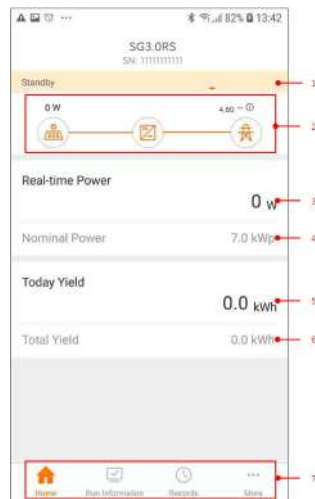 82% 13:42
SG3.0RS
SN: 11111111111
Standby
1
0 W
2
Real-time Power
0 W
3
Nominal Power 7.0 kWp
4
Today Yield
0.0 kWh
5
Total Yield 0.0 kWh
6
Home Run Information Records More
7